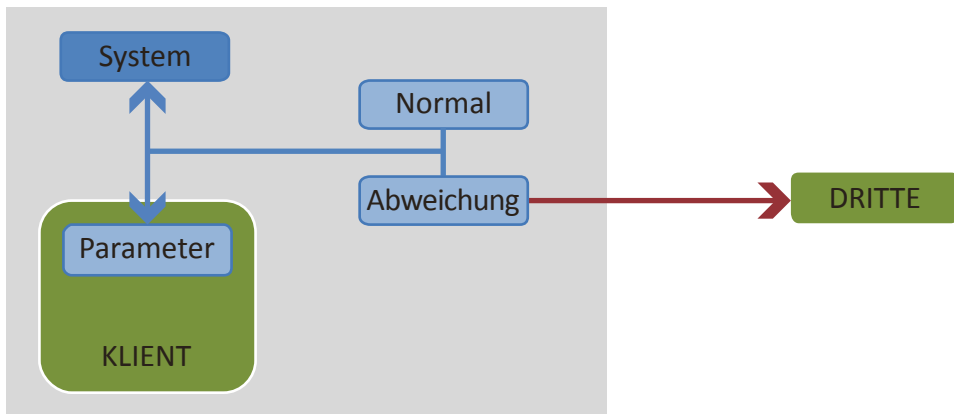 System
Normal
Abweichung
DRITTE
Parameter
KLIENT